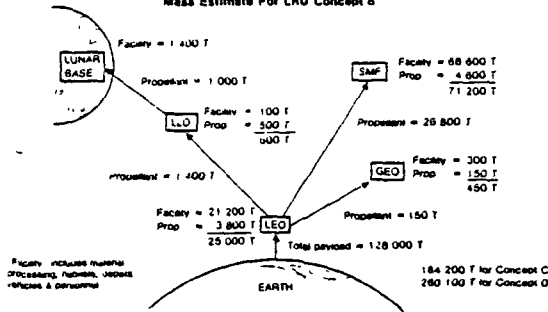 Mass Estimate For LRU Concept B
Facility = 1 400 T
LUNAR
BASE
Propellant = 1 000 T
LLO
Facility = 100 T
Prop = 500 T
600 T
Propellant = 1 400 T
SMF
Facility = 66 600 T
Prop = 4 600 T
71 200 T
Propellant = 26 800 T
GEO
Facility = 300 T
Prop = 150 T
450 T
Propellant = 150 T
Facility = 21 200 T
Prop = 3 800 T
25 000 T
LEO
Total payload = 128 000 T
EARTH
Facility includes material
processing, habitats, depots
vehicles & personnel
184 200 T for Concept C
260 100 T for Concept D